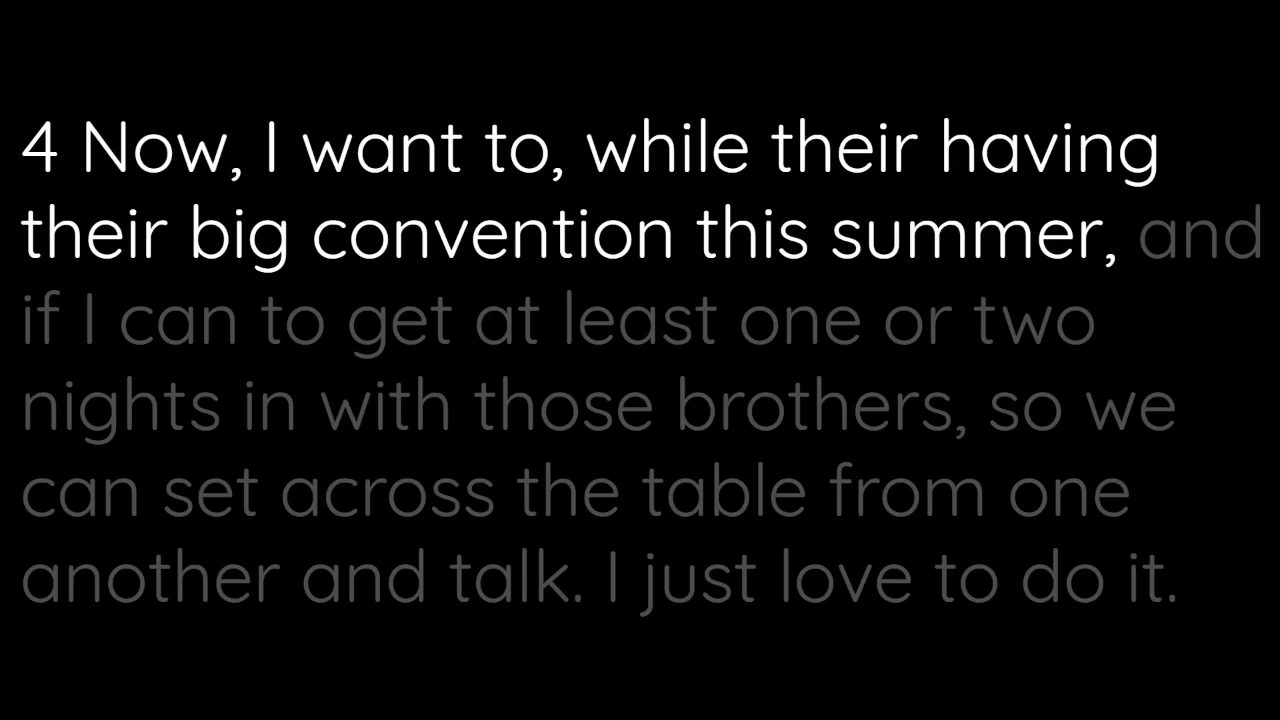 4 Now, I want to, while their having
their big convention this summer, and
if I can to get at least one or two
nights in with those brothers, so we
can set across the table from one
another and talk. I just love to do it.